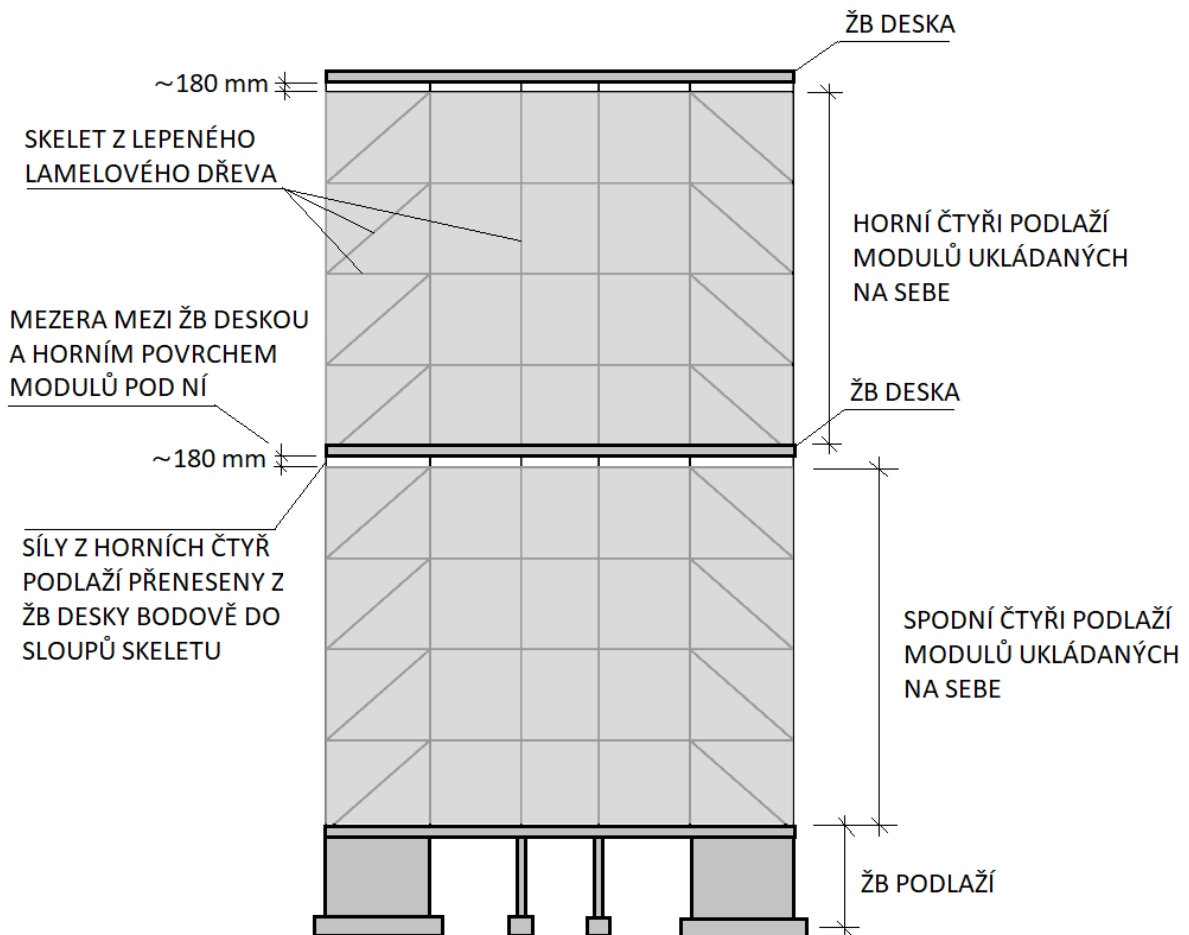 ŽB DESKA
~180 mm
SKELET Z LEPENÉHO
LAMELOVÉHO DŘEVA
HORNÍ ČTYŘI PODLAŽÍ
MODULŮ UKLÁDANÝCH
NA SEBE
MEZERA MEZI ŽB DESKOU
A HORNÍM POVRCHEM
MODULŮ POD NÍ
ŽB DESKA
~180 mm
SÍLY Z HORNÍCH ČTYŘ
PODLAŽÍ PŘENESENY Z
ŽB DESKY BODOVĚ DO
SLOUPŮ SKELETU
SPODNÍ ČTYŘI PODLAŽÍ
MODULŮ UKLÁDANÝCH
NA SEBE
ŽB PODLAŽÍ